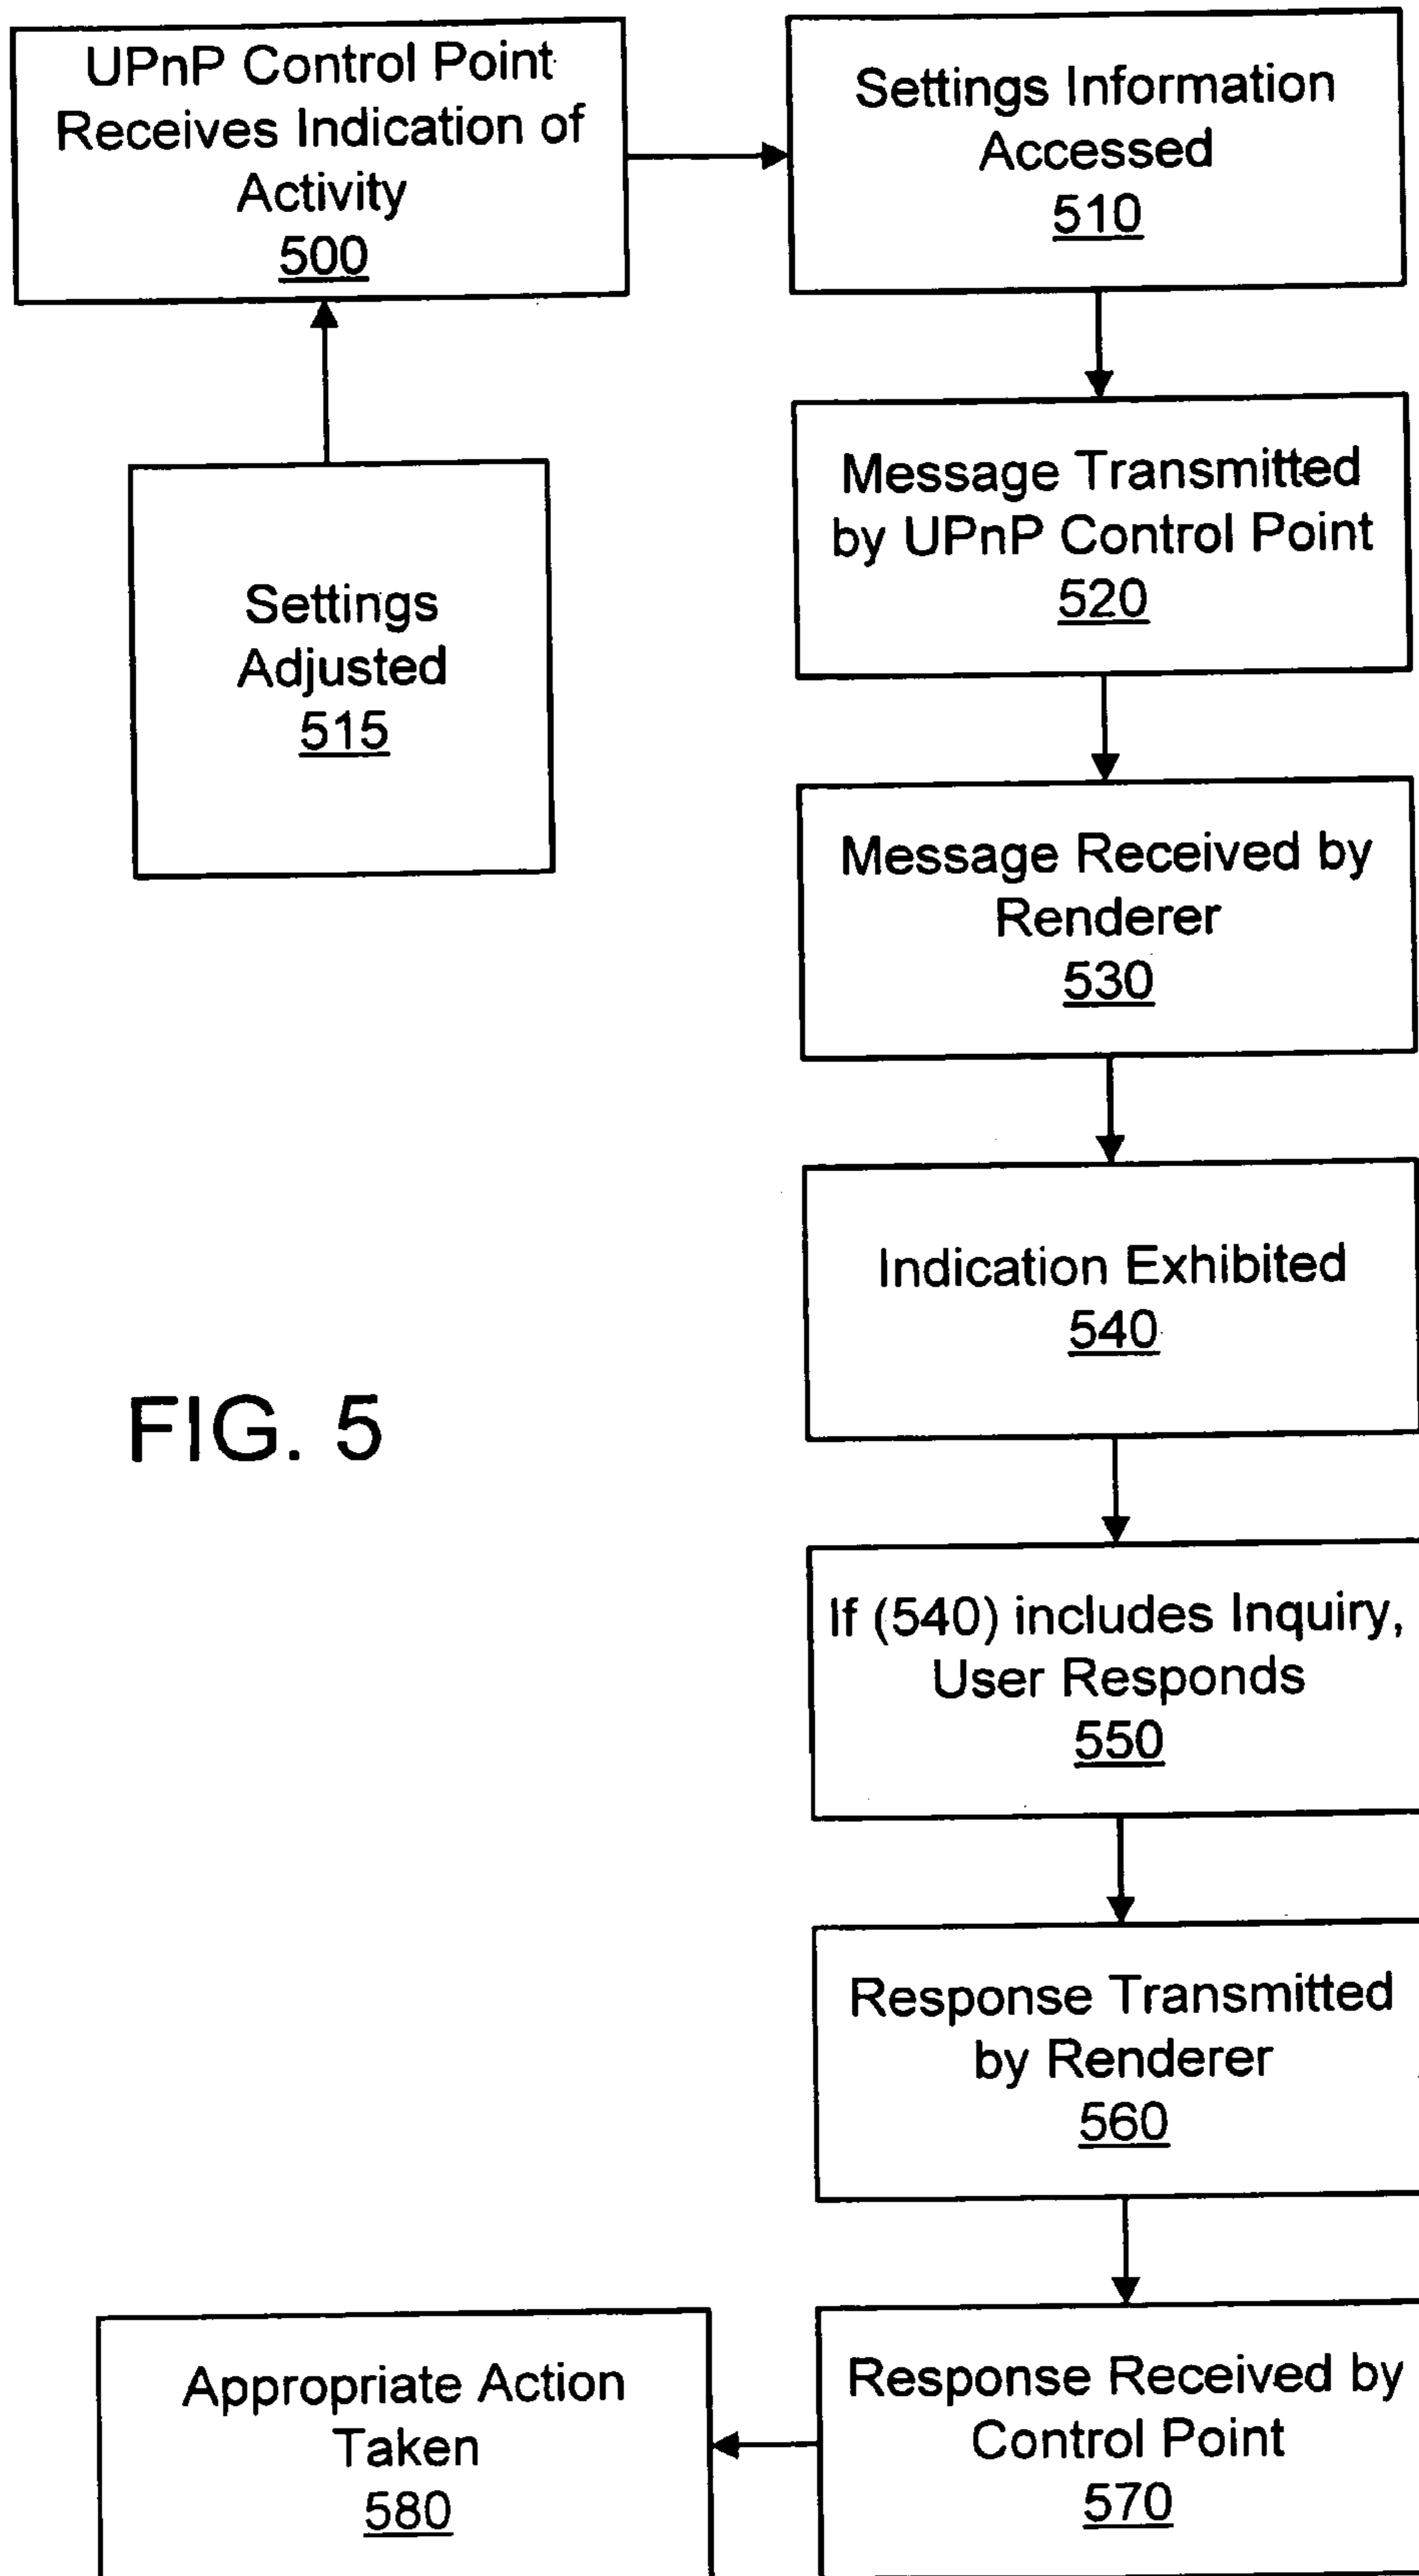 UPnP Control Point
Receives Indication of
Activity
500
Settings Information
Accessed
510
Settings
Adjusted
515
Message Transmitted
by UPnP Control Point
520
Message Received by
Renderer
530
Indication Exhibited
540
FIG. 5
If (540) includes Inquiry,
User Responds
550
Response Transmitted
by Renderer
560
Response Received by
Control Point
570
Appropriate Action
Taken
580